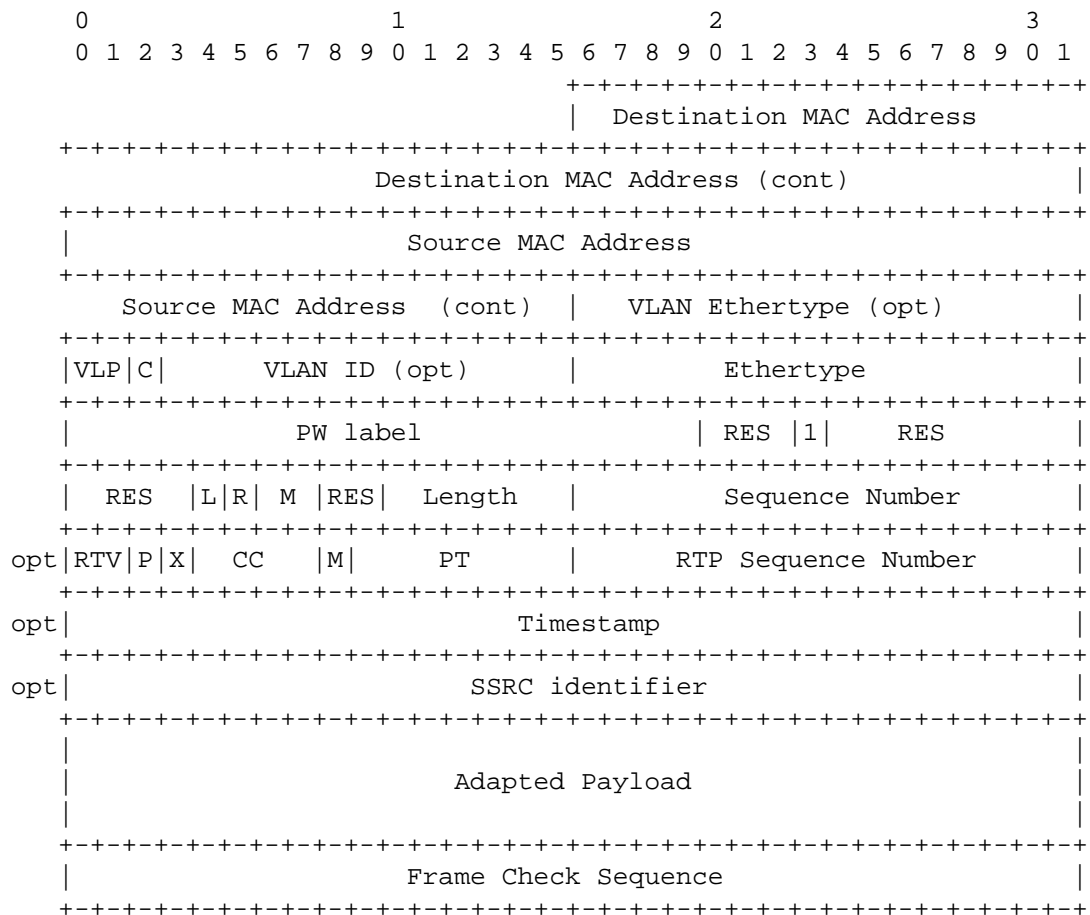 0                   1                   2                   3
    0 1 2 3 4 5 6 7 8 9 0 1 2 3 4 5 6 7 8 9 0 1 2 3 4 5 6 7 8 9 0 1
                                   +-+-+-+-+-+-+-+-+-+-+-+-+-+-+-+-+
                                   |  Destination MAC Address
   +-+-+-+-+-+-+-+-+-+-+-+-+-+-+-+-+-+-+-+-+-+-+-+-+-+-+-+-+-+-+-+-+
                       Destination MAC Address (cont)              |
   +-+-+-+-+-+-+-+-+-+-+-+-+-+-+-+-+-+-+-+-+-+-+-+-+-+-+-+-+-+-+-+-+
   |                     Source MAC Address
   +-+-+-+-+-+-+-+-+-+-+-+-+-+-+-+-+-+-+-+-+-+-+-+-+-+-+-+-+-+-+-+-+
       Source MAC Address  (cont) |   VLAN Ethertype (opt)        |
   +-+-+-+-+-+-+-+-+-+-+-+-+-+-+-+-+-+-+-+-+-+-+-+-+-+-+-+-+-+-+-+-+
   |VLP|C|      VLAN ID (opt)      |         Ethertype             |
   +-+-+-+-+-+-+-+-+-+-+-+-+-+-+-+-+-+-+-+-+-+-+-+-+-+-+-+-+-+-+-+-+
   |              PW label                 | RES |1|  RES          |
   +-+-+-+-+-+-+-+-+-+-+-+-+-+-+-+-+-+-+-+-+-+-+-+-+-+-+-+-+-+-+-+-+
   |  RES  |L|R| M |RES|  Length   |         Sequence Number       |
   +-+-+-+-+-+-+-+-+-+-+-+-+-+-+-+-+-+-+-+-+-+-+-+-+-+-+-+-+-+-+-+-+
opt|RTV|P|X|  CC   |M|     PT      |      RTP Sequence Number      |
   +-+-+-+-+-+-+-+-+-+-+-+-+-+-+-+-+-+-+-+-+-+-+-+-+-+-+-+-+-+-+-+-+
opt|                            Timestamp                          |
   +-+-+-+-+-+-+-+-+-+-+-+-+-+-+-+-+-+-+-+-+-+-+-+-+-+-+-+-+-+-+-+-+
opt|                         SSRC identifier                       |
   +-+-+-+-+-+-+-+-+-+-+-+-+-+-+-+-+-+-+-+-+-+-+-+-+-+-+-+-+-+-+-+-+
   |                                                               |
   |                        Adapted Payload                        |
   |                                                               |
   +-+-+-+-+-+-+-+-+-+-+-+-+-+-+-+-+-+-+-+-+-+-+-+-+-+-+-+-+-+-+-+-+
   |                     Frame Check Sequence                      |
   +-+-+-+-+-+-+-+-+-+-+-+-+-+-+-+-+-+-+-+-+-+-+-+-+-+-+-+-+-+-+-+-+